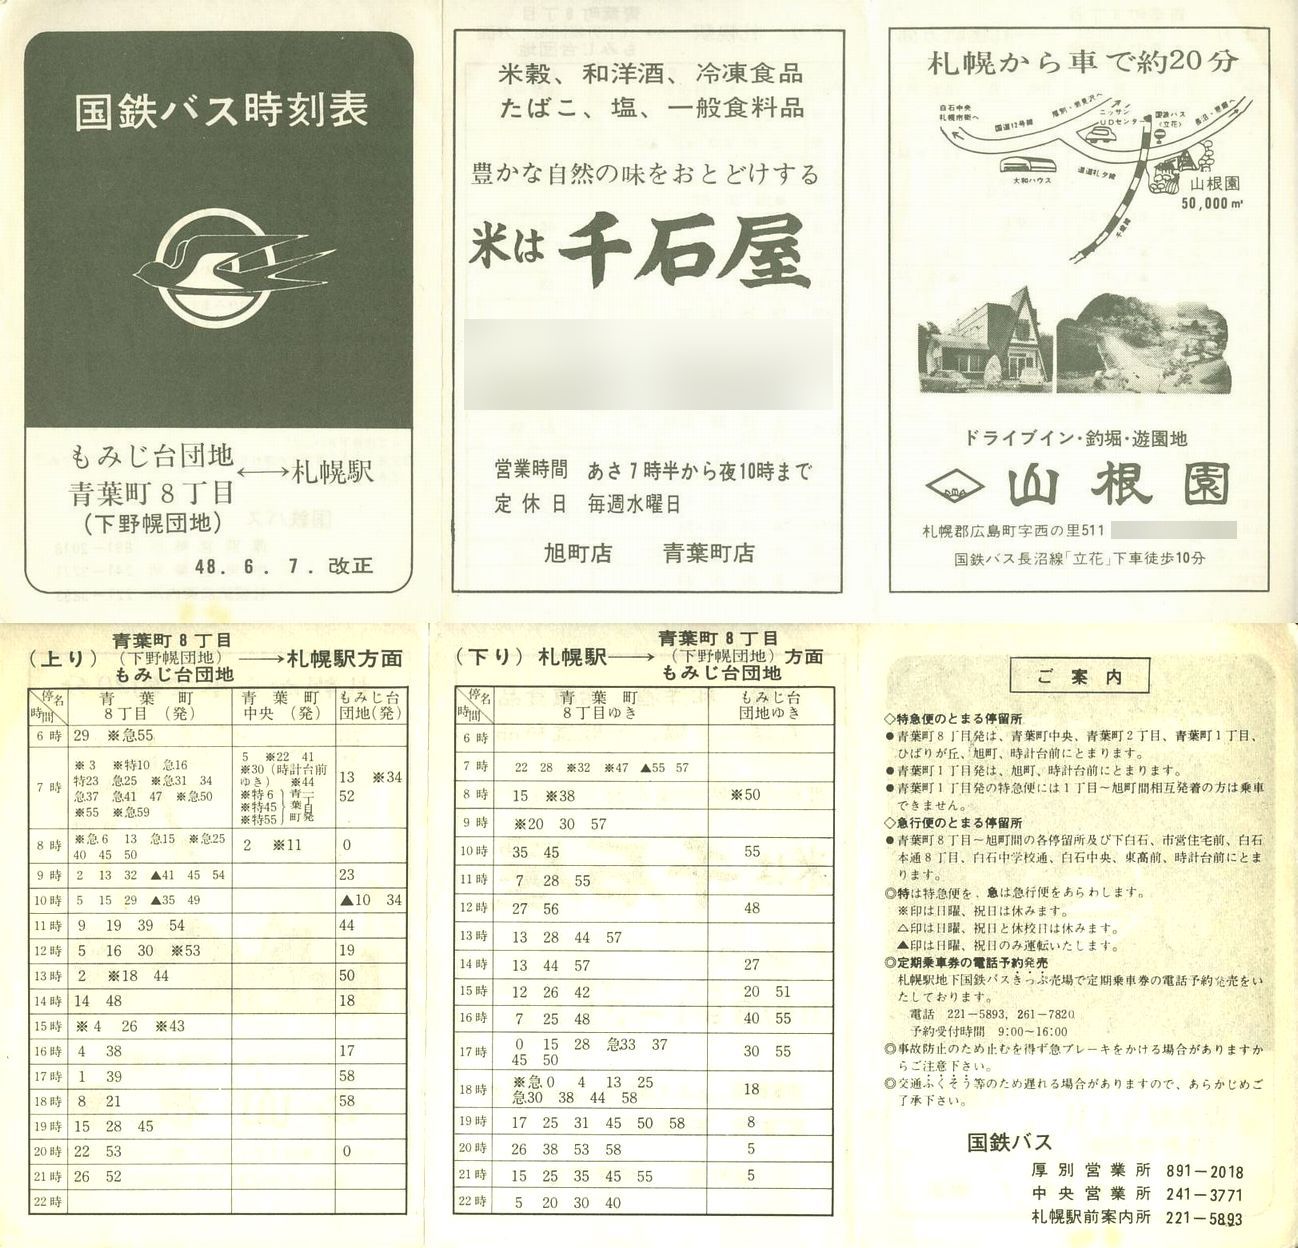 国鉄バス時刻表
もみじ台団地
青葉町8丁目
(下野幌団地)
⟷札幌駅
48.6.7.改正
米穀、和洋酒、冷凍食品
たばこ、塩、一般食料品
豊かな自然の味をおとどけする
米は 千石屋
営業時間 あさ7時半から夜10時まで
定休日 毎週水曜日
旭町店 青葉町店
札幌から車で約20分
白石中央
札幌市街へ
国道12号線
厚別・岩見沢へ
ニッサン
UDセンター
国鉄バス
(立花)
長沼・夕張へ
大和ハウス
道道札夕線
千歳線
山根園
50,000㎡
ドライブイン・釣堀・遊園地
山根園
札幌郡広島町字西の里511
国鉄バス長沼線「立花」下車徒歩10分
(上り) 青葉町8丁目
(下野幌団地) →札幌駅方面
もみじ台団地
停名 時間 青葉町8丁目(発) 青葉町中央(発) もみじ台団地(発)
6時 29 ※急55
7時 ※3 ※特10 急16
特23 急25 ※急31 34
急37 急41 47 ※急50
※55 ※急59
5 ※22 41
※30(時計台前ゆき) ※44
※特6
※特45
※特55
青葉町一丁目発
13 ※34
52
8時 ※急6 13 急15 ※急25
40 45 50
2 ※11 0
9時 2 13 32 ▲41 45 54 23
10時 5 15 29 ▲35 49 ▲10 34
11時 9 19 39 54 44
12時 5 16 30 ※53 19
13時 2 ※18 44 50
14時 14 48 18
15時 ※4 26 ※43
16時 4 38 17
17時 1 39 58
18時 8 21 58
19時 15 28 45
20時 22 53 0
21時 26 52
22時
(下り) 札幌駅→ 青葉町8丁目
(下野幌団地) 方面
もみじ台団地
停名 時間 青葉町8丁目ゆき もみじ台団地ゆき
6時
7時 22 28 ※32 ※47 ▲55 57
8時 15 ※38 ※50
9時 ※20 30 57
10時 35 45 55
11時 7 28 55
12時 27 56 48
13時 13 28 44 57
14時 13 44 57 27
15時 12 26 42 20 51
16時 7 25 48 40 55
17時 0 15 28 急33 37
45 50
30 55
18時 ※急0 4 13 25
急30 38 44 58
18
19時 17 25 31 45 50 58 8
20時 26 38 53 58 5
21時 15 25 35 45 55 5
22時 5 20 30 40
ご案内
◇特急便のとまる停留所
●青葉町8丁目発は、青葉町中央、青葉町2丁目、青葉町1丁目、
ひばりが丘、旭町、時計台前にとまります。
●青葉町1丁目発は、旭町、時計台前にとまります。
●青葉町1丁目発の特急便には1丁目〜旭町間相互発着の方は乗車
できません。
◇急行便のとまる停留所
●青葉町8丁目〜旭町間の各停留所及び下白石、市営住宅前、白石
本通8丁目、白石中学校通、白石中央、東高前、時計台前にとま
ります。
◎特は特急便を、急は急行便をあらわします。
※印は日曜、祝日は休みます。
△印は日曜、祝日と休校日は休みます。
▲印は日曜、祝日のみ運転いたします。
◎定期乗車券の電話予約発売
札幌駅地下国鉄バスきっぷ売場で定期乗車券の電話予約発売をい
たしております。
電話 221−5893, 261−7820
予約受付時間 9:00〜16:00
◎事故防止のため止むを得ず急ブレーキをかける場合がありますか
らご注意下さい。
◎交通ふくそう等のため遅れる場合がありますので、あらかじめご
了承下さい。
国鉄バス
厚別営業所 891−2018
中央営業所 241−3771
札幌駅前案内所 221−5893